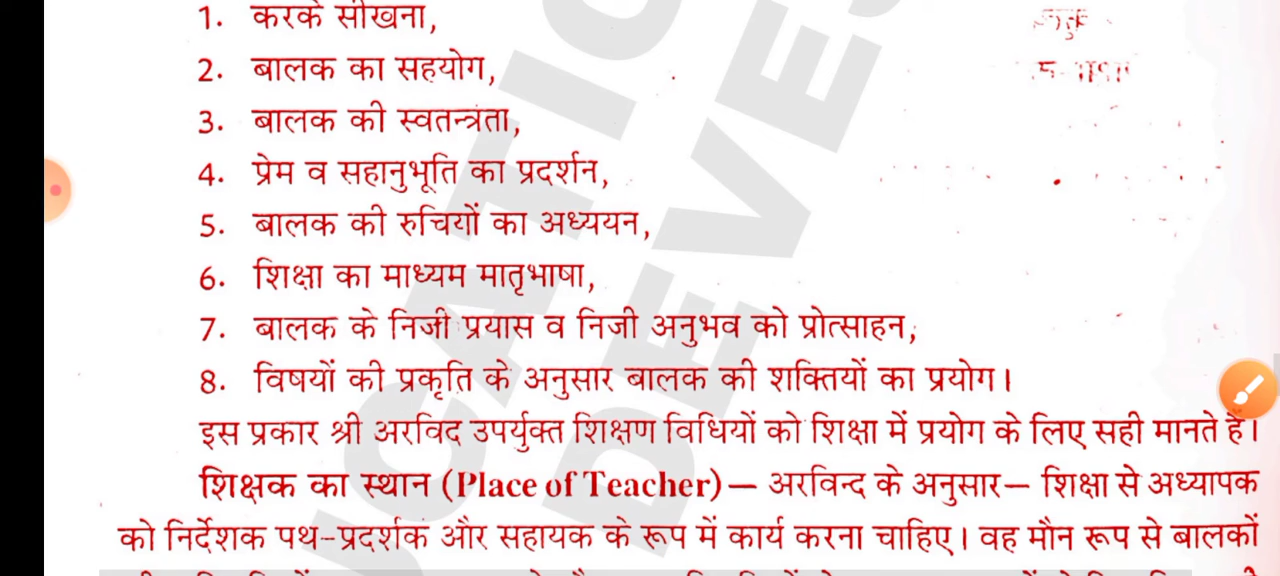 1. करके सीखना,
2. बालक का सहयोग,
3. बालक की स्वतन्त्रता,
4. प्रेम व सहानुभूति का प्रदर्शन,
5. बालक की रुचियों का अध्ययन,
6. शिक्षा का माध्यम मातृभाषा,
7. बालक के निजी प्रयास व निजी अनुभव को प्रोत्साहन,
8. विषयों की प्रकृति के अनुसार बालक की शक्तियों का प्रयोग।
इस प्रकार श्री अरविंद उपर्युक्त शिक्षण विधियों को शिक्षा में प्रयोग के लिए सही मानते हैं।
शिक्षक का स्थान (Place of Teacher) — अरविन्द के अनुसार— शिक्षा से अध्यापक
को निर्देशक पथ-प्रदर्शक और सहायक के रूप में कार्य करना चाहिए। वह मौन रूप से बालकों